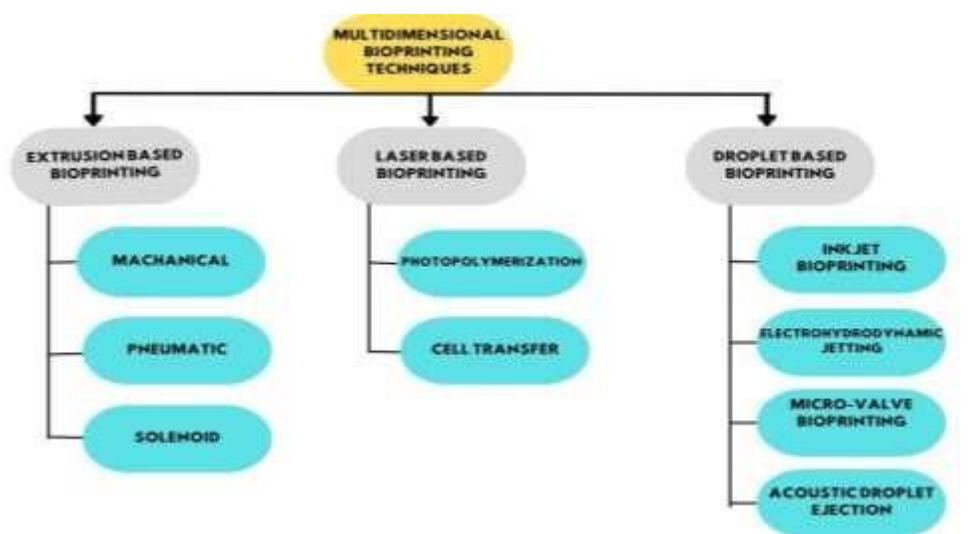 MULTIDIMENSIONAL
BIOPRINTING
TECHNIQUES
EXTRUSION BASED
BIOPRINTING
LASER BASED
BIOPRINTING
DROPLET BASED
BIOPRINTING
MACHANICAL
PNEUMATIC
SOLENOID
PHOTOPOLYMERIZATION
CELL TRANSFER
INKJET
BIOPRINTING
ELECTROHYDRODYNAMIC
JETTING
MICRO-VALVE
BIOPRINTING
ACOUSTIC DROPLET
EJECTION